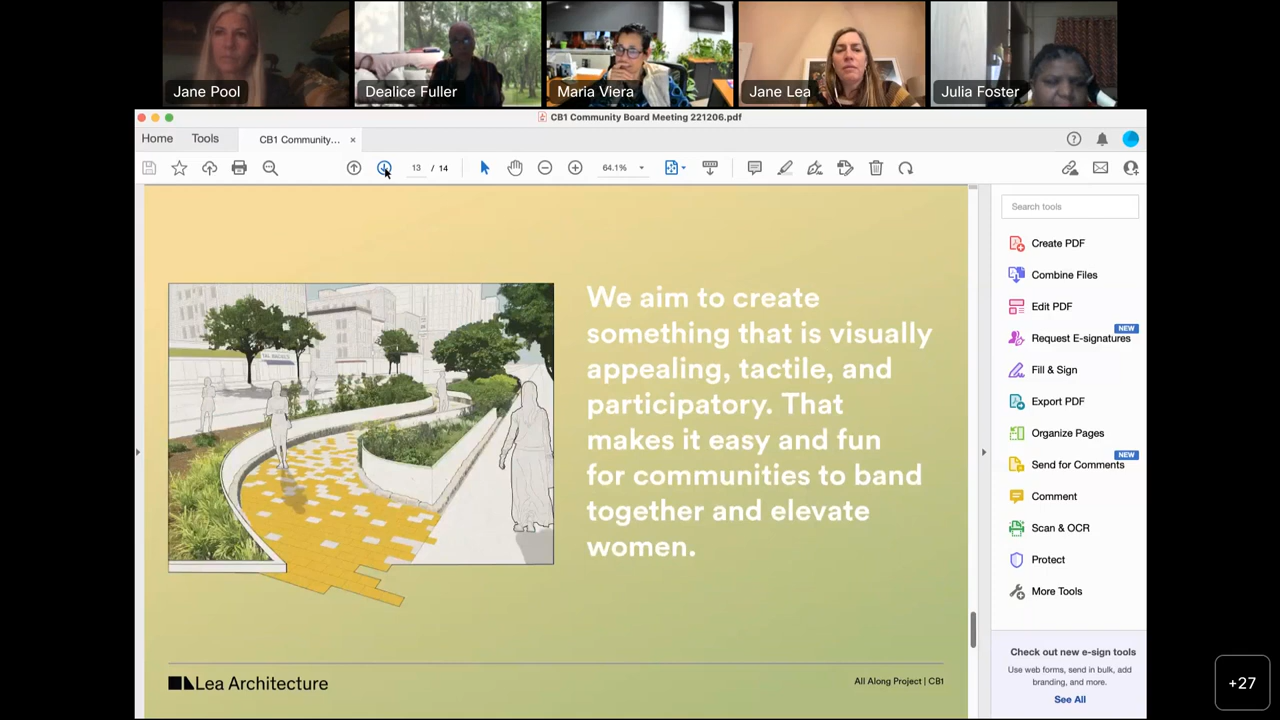 Jane Pool
Dealice Fuller
Maria Viera
Jane Lea
Julia Foster
CB1 Community Board Meeting 221206.pdf
Home
Tools
CB1 Community...
13 / 14
64.1%
Search tools
Create PDF
Combine Files
Edit PDF
NEW
Request E-signatures
Fill & Sign
Export PDF
Organize Pages
NEW
Send for Comments
Comment
Scan & OCR
Protect
More Tools
Check out new e-sign tools
Use web forms, send in bulk, add
branding, and more.
See All
We aim to create
something that is visually
appealing, tactile, and
participatory. That
makes it easy and fun
for communities to band
together and elevate
women.
Lea Architecture
All Along Project | CB1
+27